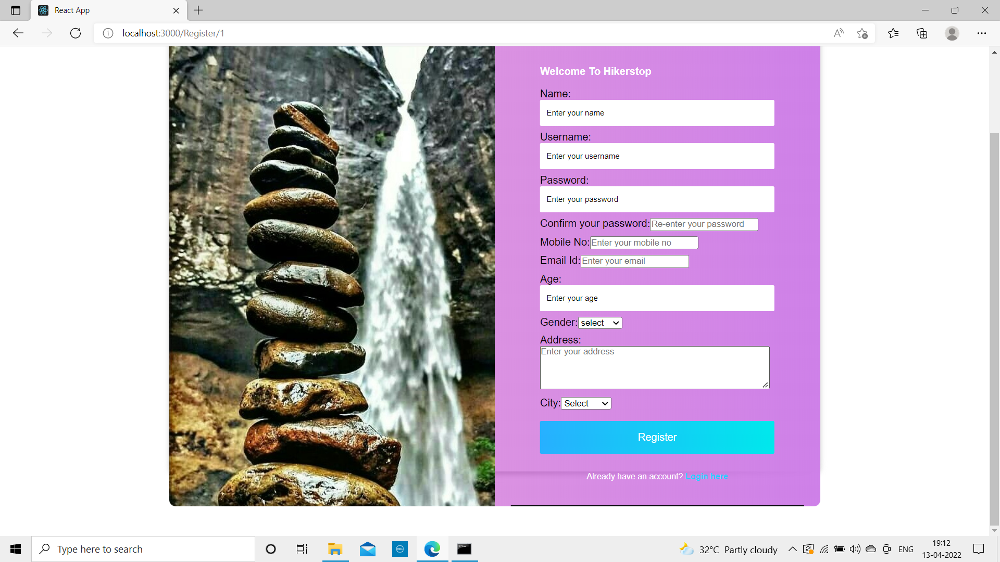 React App
localhost:3000/Register/1
Welcome To Hikerstop
Name:
Enter your name
Username:
Enter your username
Password:
Enter your password
Confirm your password: Re-enter your password
Mobile No: Enter your mobile no
Email Id: Enter your email
Age:
Enter your age
Gender: select
Address:
Enter your address
City: Select
Register
Already have an account? Login here
Type here to search
DELL
32°C Partly cloudy
ENG
19:12
13-04-2022